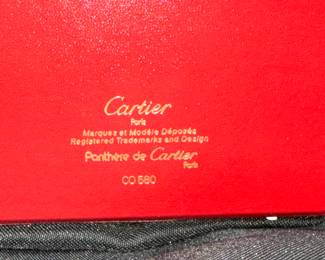 Cartier
Paris
Marques et Modèle Déposés
Registered Trademarks and Design
Panthère de Cartier
Paris
CO 580